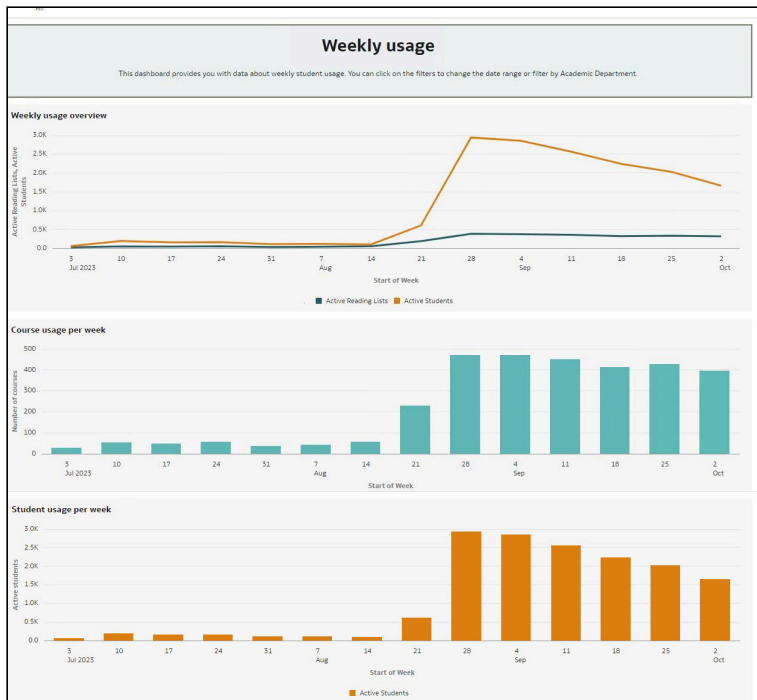 Weekly usage
This dashboard provides you with data about weekly student usage. You can click on the filters to change the date range or filter by Academic Department.
Weekly usage overview
Active Reading Lists, Active
Students
3.0K
2.5K
2.0K
1.5K
1.0K
0.5K
0.0
3 10 17 24 31 7 14 21 28 4 11 18 25 2
Jul 2023 Aug Sep Oct
Start of Week
Active Reading Lists Active Students
Course usage per week
Number of courses
500
400
300
200
100
0
3 10 17 24 31 7 14 21 28 4 11 18 25 2
Jul 2023 Aug Sep Oct
Start of Week
Student usage per week
Active students
3.0K
2.5K
2.0K
1.5K
1.0K
0.5K
0.0
3 10 17 24 31 7 14 21 28 4 11 18 25 2
Jul 2023 Aug Sep Oct
Start of Week
Active Students